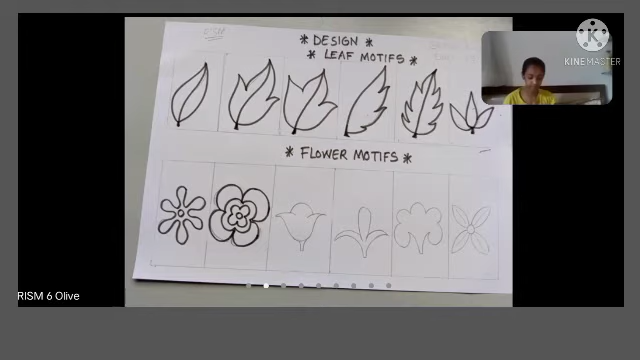 * DESIGN *
* LEAF MOTIFS *
KINEMASTER
* FLOWER MOTIFS *
RISM 6 Olive